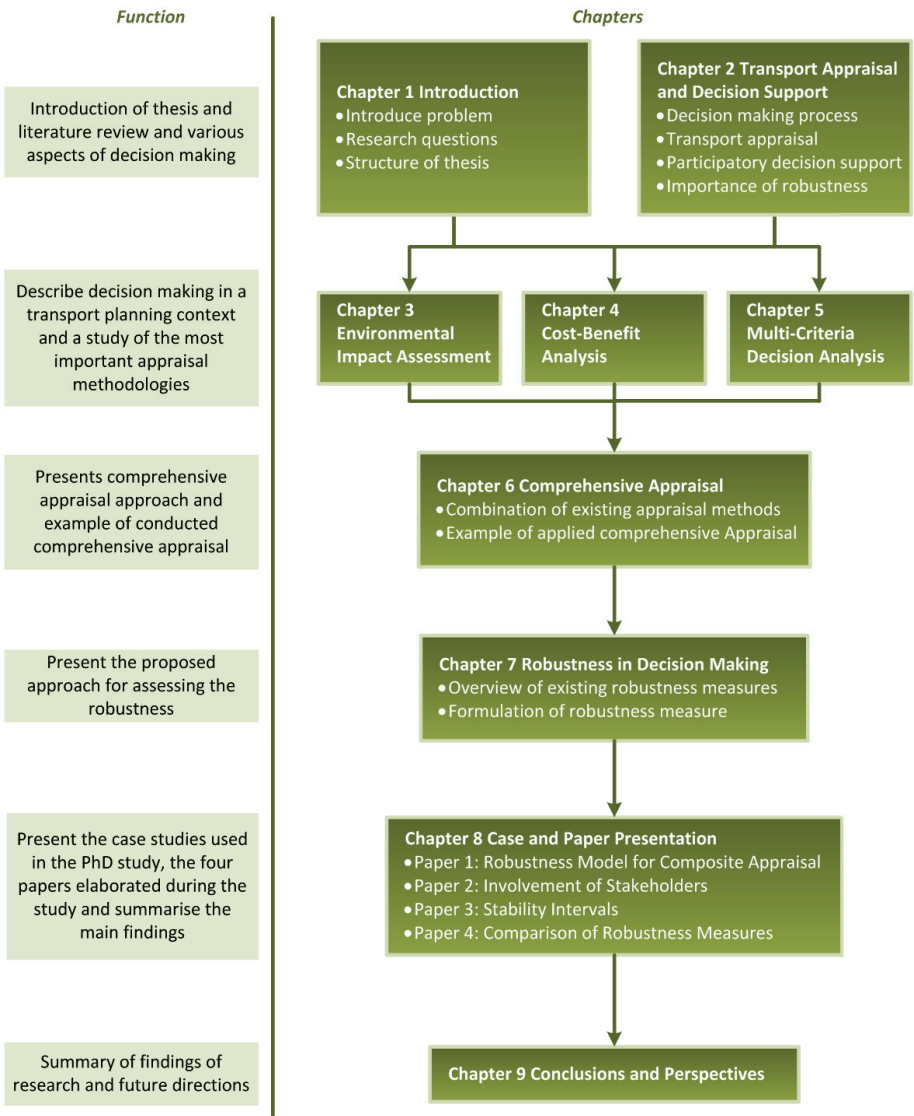 Function
Chapters
Introduction of thesis and
literature review and various
aspects of decision making
Chapter 1 Introduction
•Introduce problem
•Research questions
•Structure of thesis
Chapter 2 Transport Appraisal
and Decision Support
•Decision making process
•Transport appraisal
•Participatory decision support
•Importance of robustness
Describe decision making in a
transport planning context
and a study of the most
important appraisal
methodologies
Chapter 3
Environmental
Impact Assessment
Chapter 4
Cost-Benefit
Analysis
Chapter 5
Multi-Criteria
Decision Analysis
Presents comprehensive
appraisal approach and
example of conducted
comprehensive appraisal
Chapter 6 Comprehensive Appraisal
•Combination of existing appraisal methods
•Example of applied comprehensive Appraisal
Present the proposed
approach for assessing the
robustness
Chapter 7 Robustness in Decision Making
•Overview of existing robustness measures
•Formulation of robustness measure
Present the case studies used
in the PhD study, the four
papers elaborated during the
study and summarise the
main findings
Chapter 8 Case and Paper Presentation
•Paper 1: Robustness Model for Composite Appraisal
•Paper 2: Involvement of Stakeholders
•Paper 3: Stability Intervals
•Paper 4: Comparison of Robustness Measures
Summary of findings of
research and future directions
Chapter 9 Conclusions and Perspectives